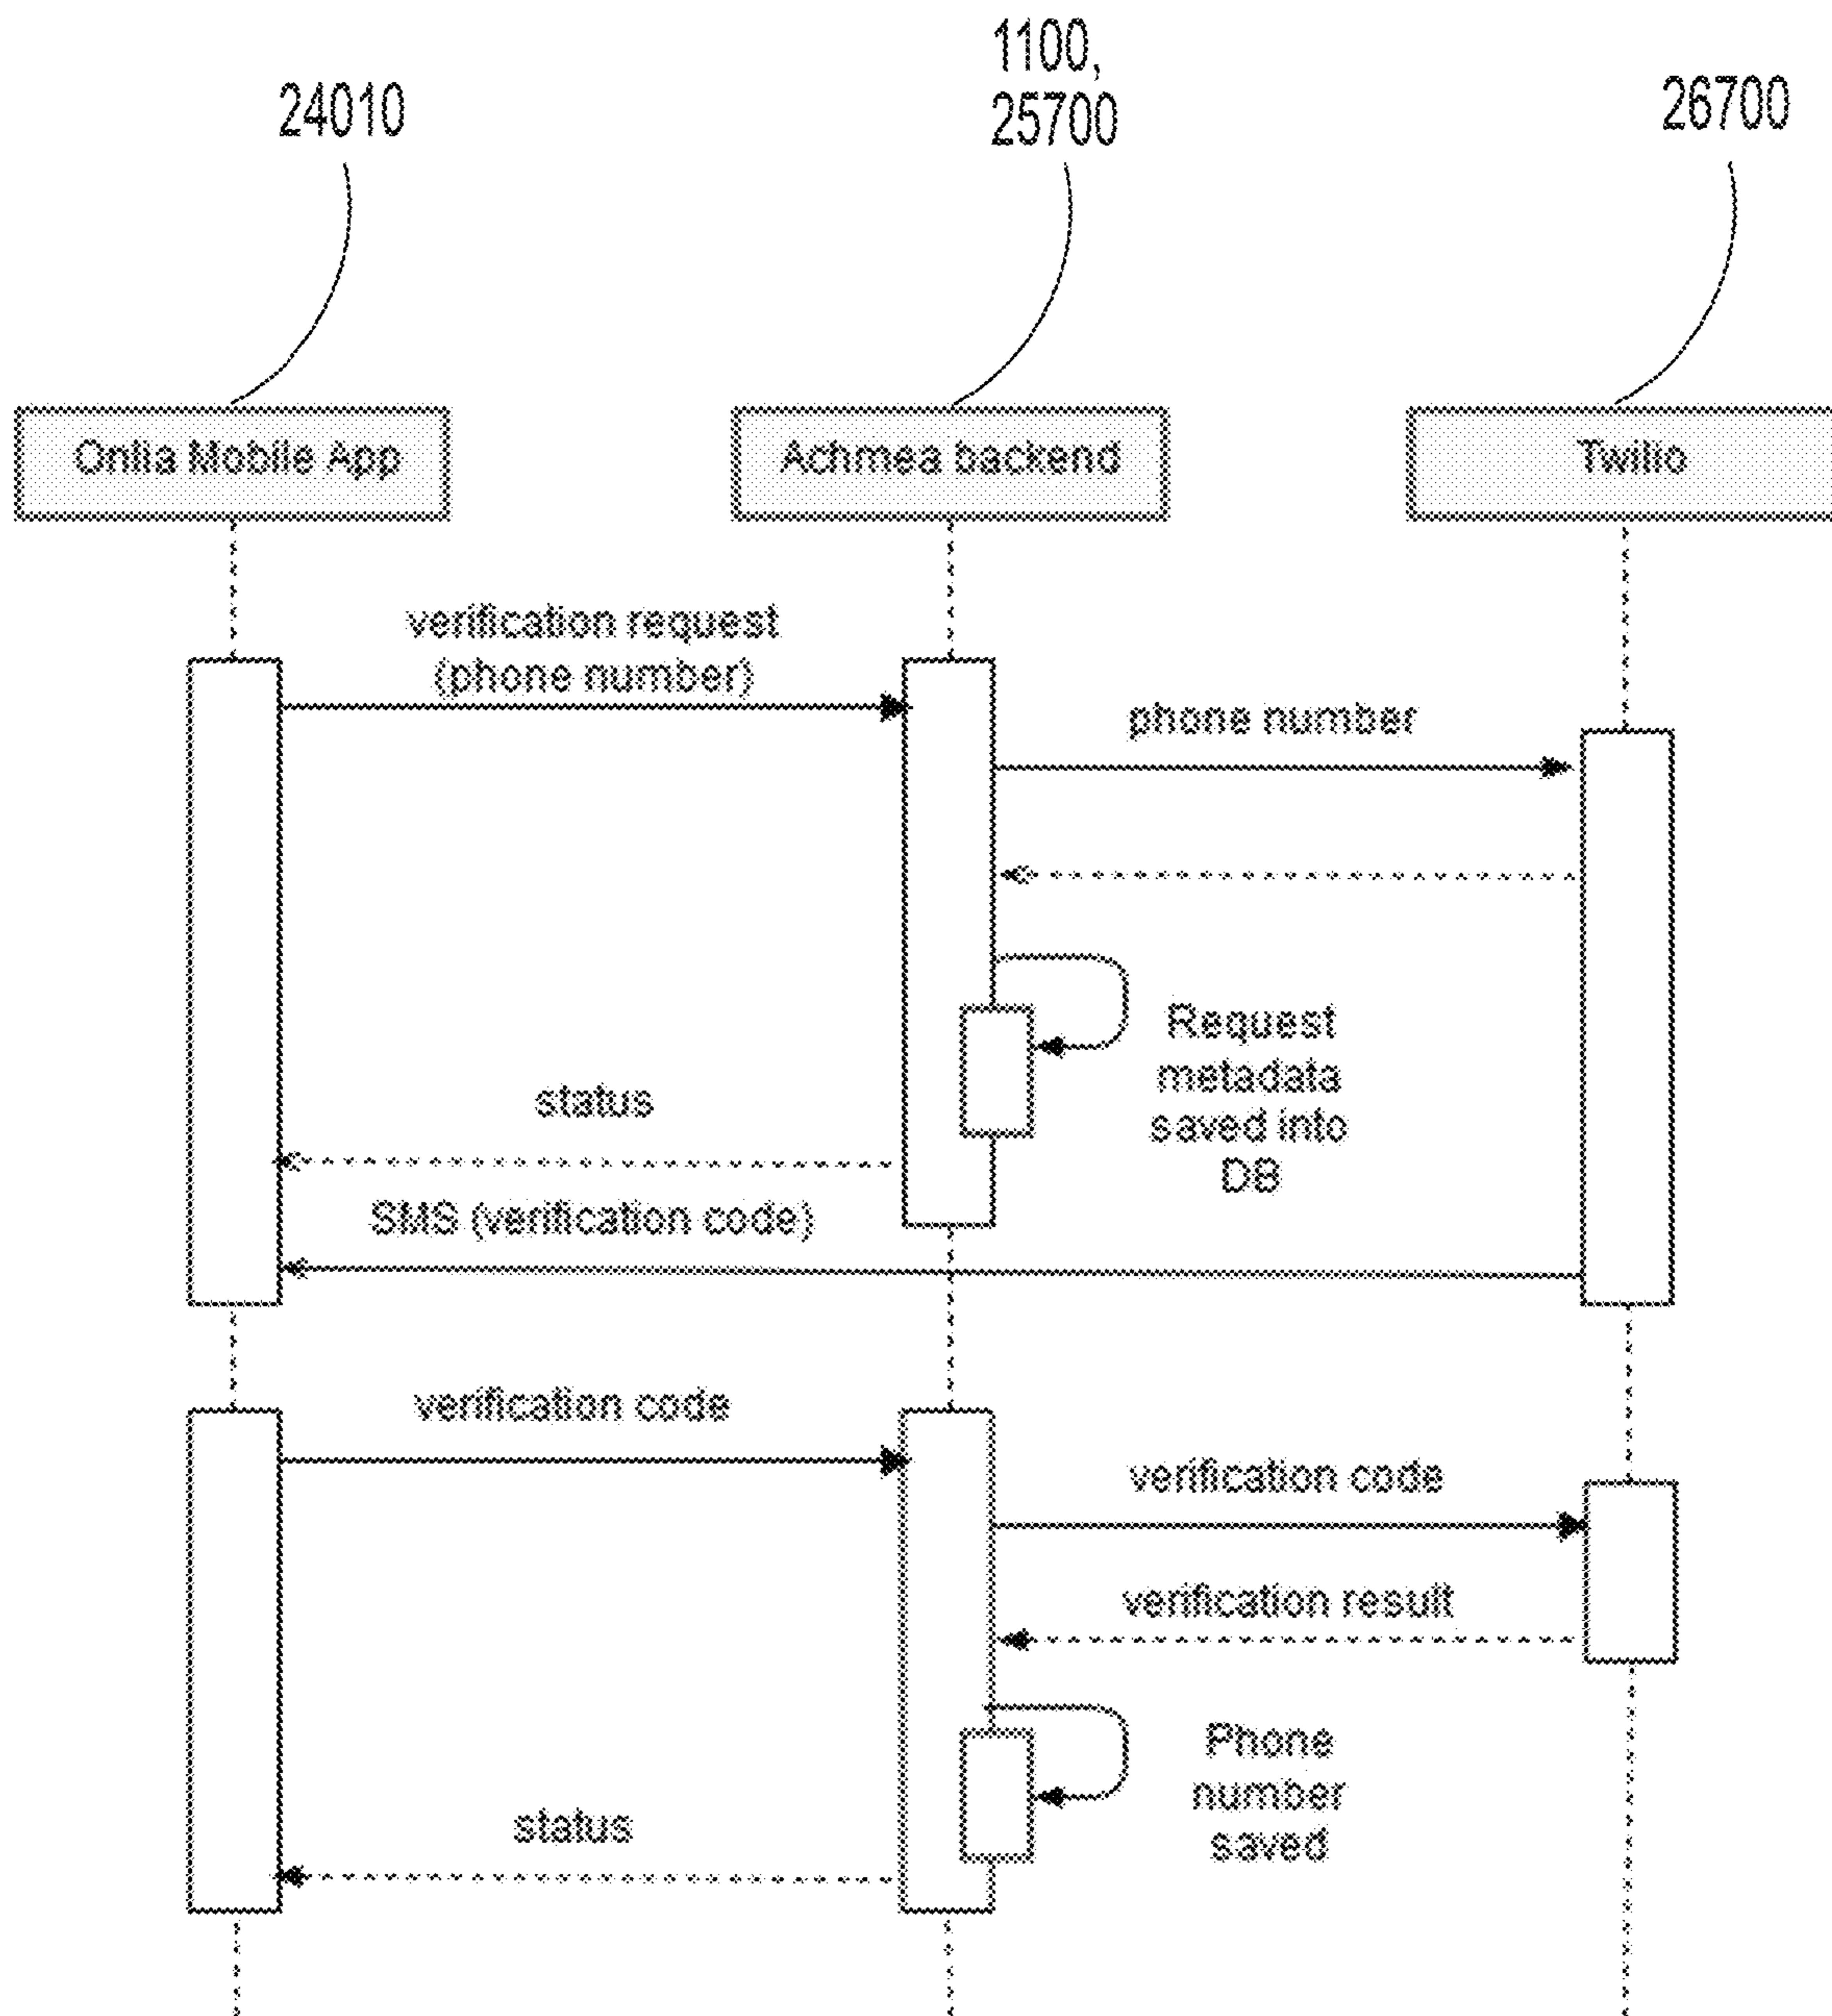 24010
1100,
25700
26700
Onlia Mobile App
Achmea backend
Twilio
verification request
(phone number)
phone number
Request
metadata
saved into
DB
status
SMS (verification code)
verification code
verification code
verification result
Phone
number
saved
status